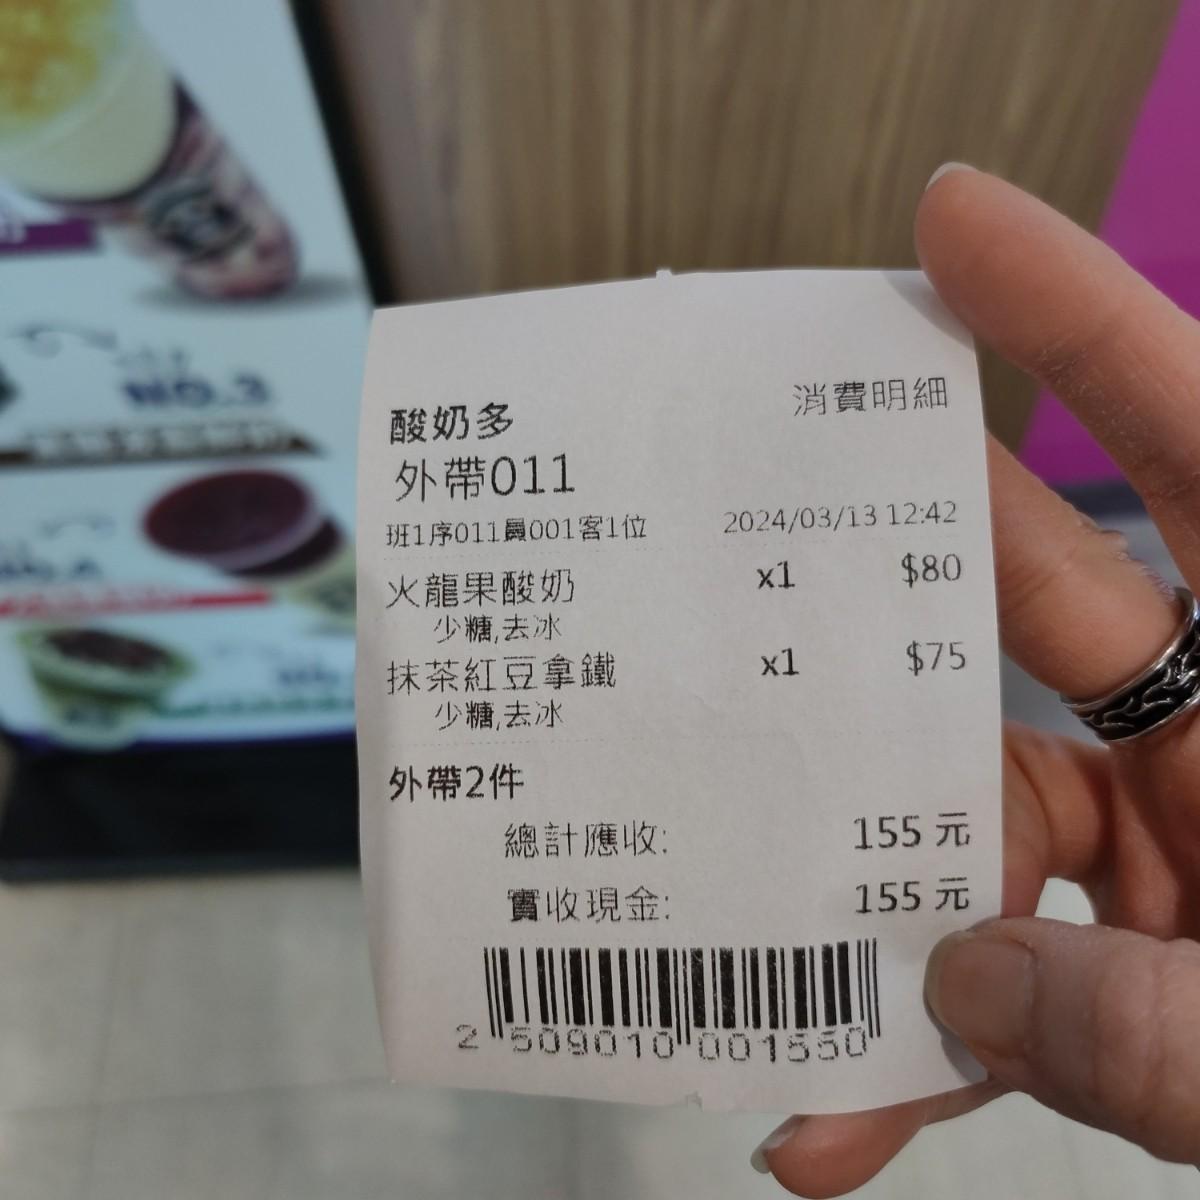 NO.3
酸奶多
消費明細
外帶011
班1序011員001客1位 2024/03/13 12:42
火龍果酸奶 x1 $80
少糖,去冰
抹茶紅豆拿鐵 x1 $75
少糖,去冰
外帶2件
總計應收: 155 元
實收現金: 155 元
2 509010 001550